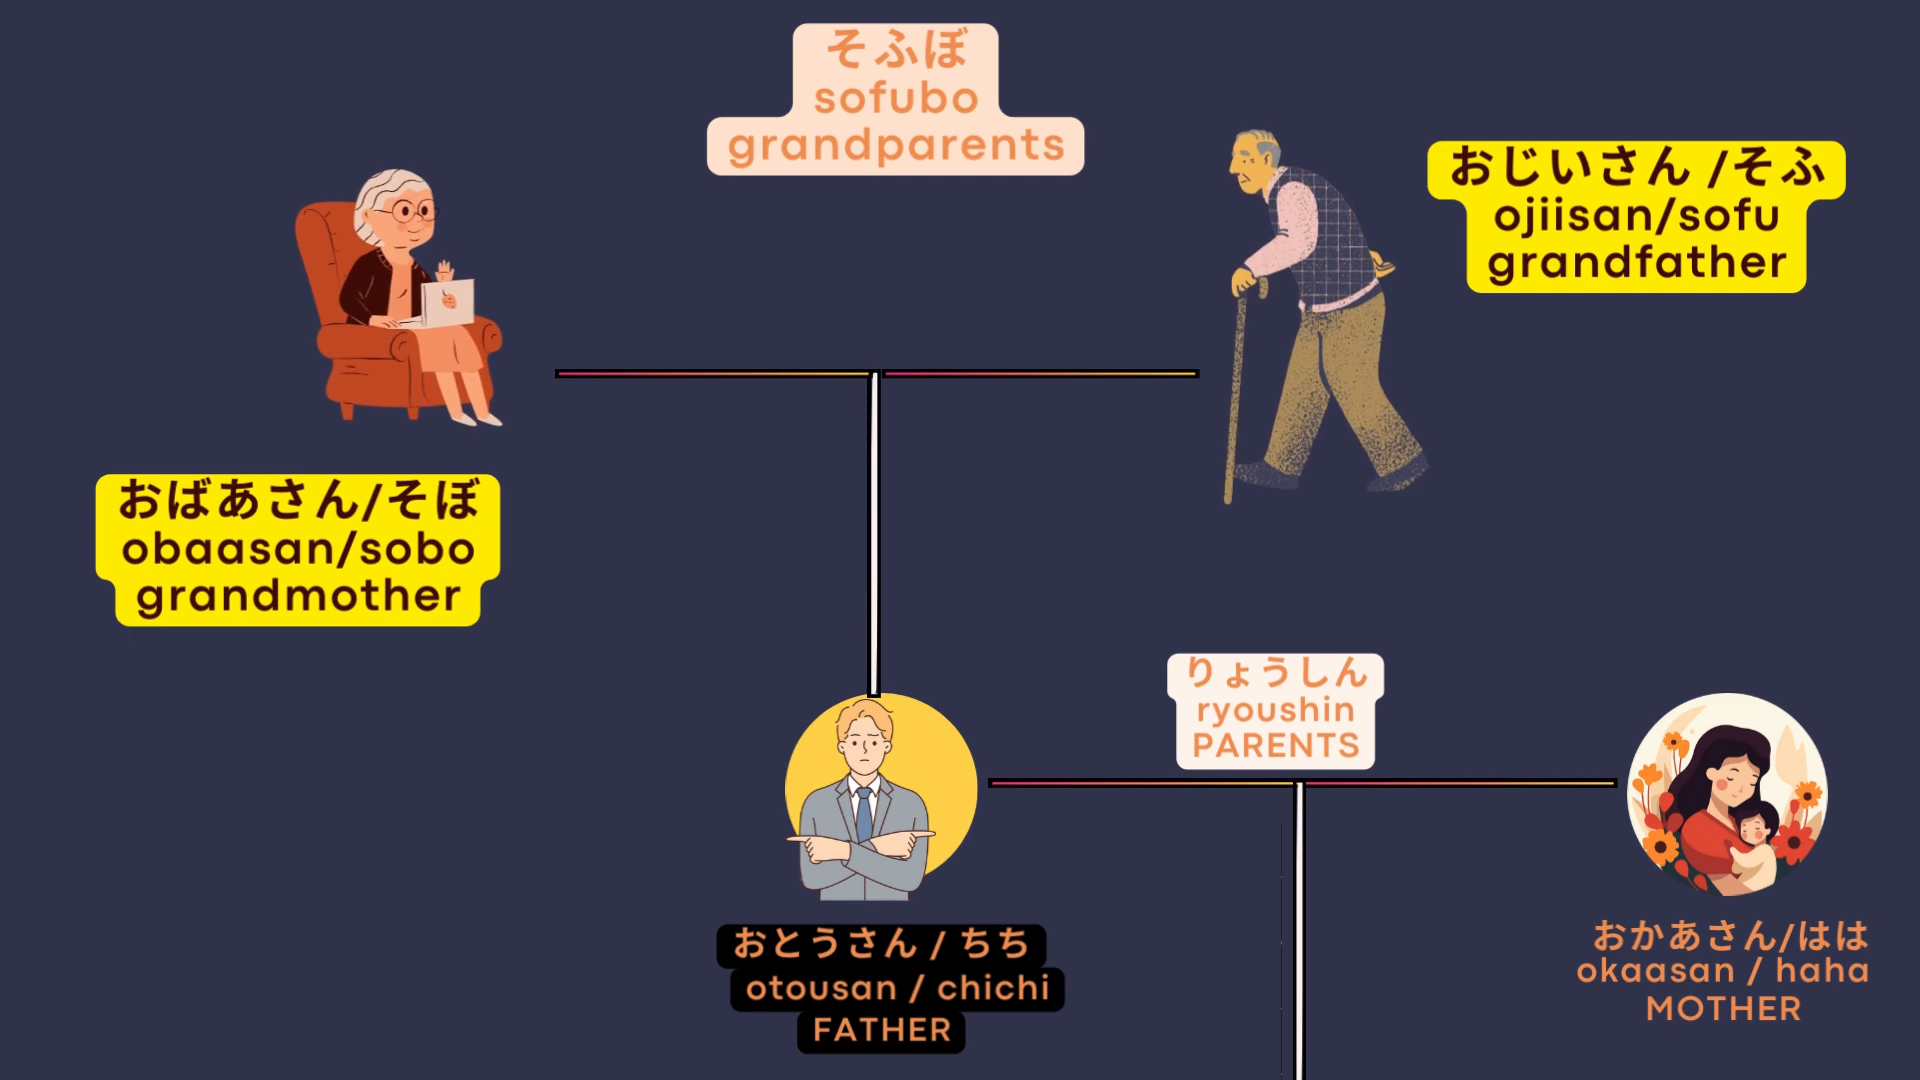 そふぼ
sofubo
grandparents
おじいさん /そふ
ojiisan/sofu
grandfather
おばあさん/そぼ
obaasan/sobo
grandmother
りょうしん
ryoushin
PARENTS
おとうさん / ちち
otousan / chichi
FATHER
おかあさん/はは
okaasan / haha
MOTHER